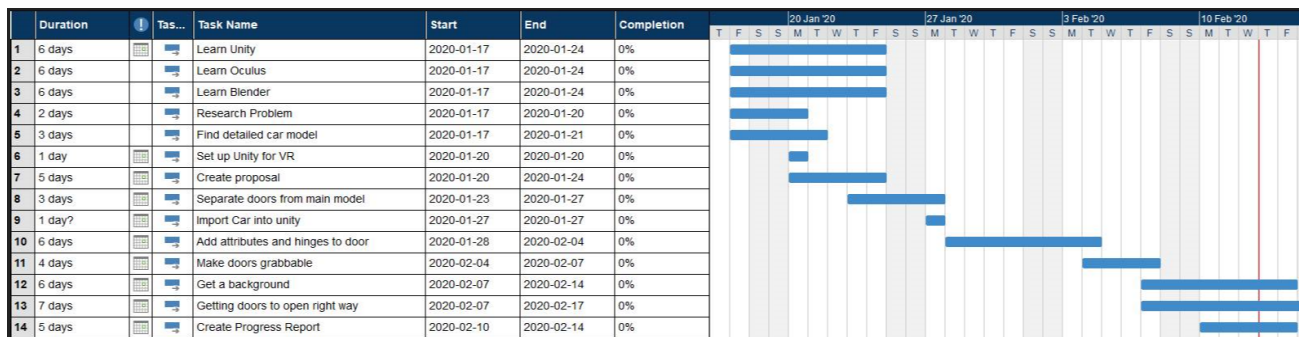 Duration Tas... Task Name Start End Completion 20 Jan '20 27 Jan '20 3 Feb '20 10 Feb '20
T F S S M T W T F S S M T W T F S S M T W T F S S M T W T F
1 6 days Learn Unity 2020-01-17 2020-01-24 0%
2 6 days Learn Oculus 2020-01-17 2020-01-24 0%
3 6 days Learn Blender 2020-01-17 2020-01-24 0%
4 2 days Research Problem 2020-01-17 2020-01-20 0%
5 3 days Find detailed car model 2020-01-17 2020-01-21 0%
6 1 day Set up Unity for VR 2020-01-20 2020-01-20 0%
7 5 days Create proposal 2020-01-20 2020-01-24 0%
8 3 days Separate doors from main model 2020-01-23 2020-01-27 0%
9 1 day? Import Car into unity 2020-01-27 2020-01-27 0%
10 6 days Add attributes and hinges to door 2020-01-28 2020-02-04 0%
11 4 days Make doors grabbable 2020-02-04 2020-02-07 0%
12 6 days Get a background 2020-02-07 2020-02-14 0%
13 7 days Getting doors to open right way 2020-02-07 2020-02-17 0%
14 5 days Create Progress Report 2020-02-10 2020-02-14 0%